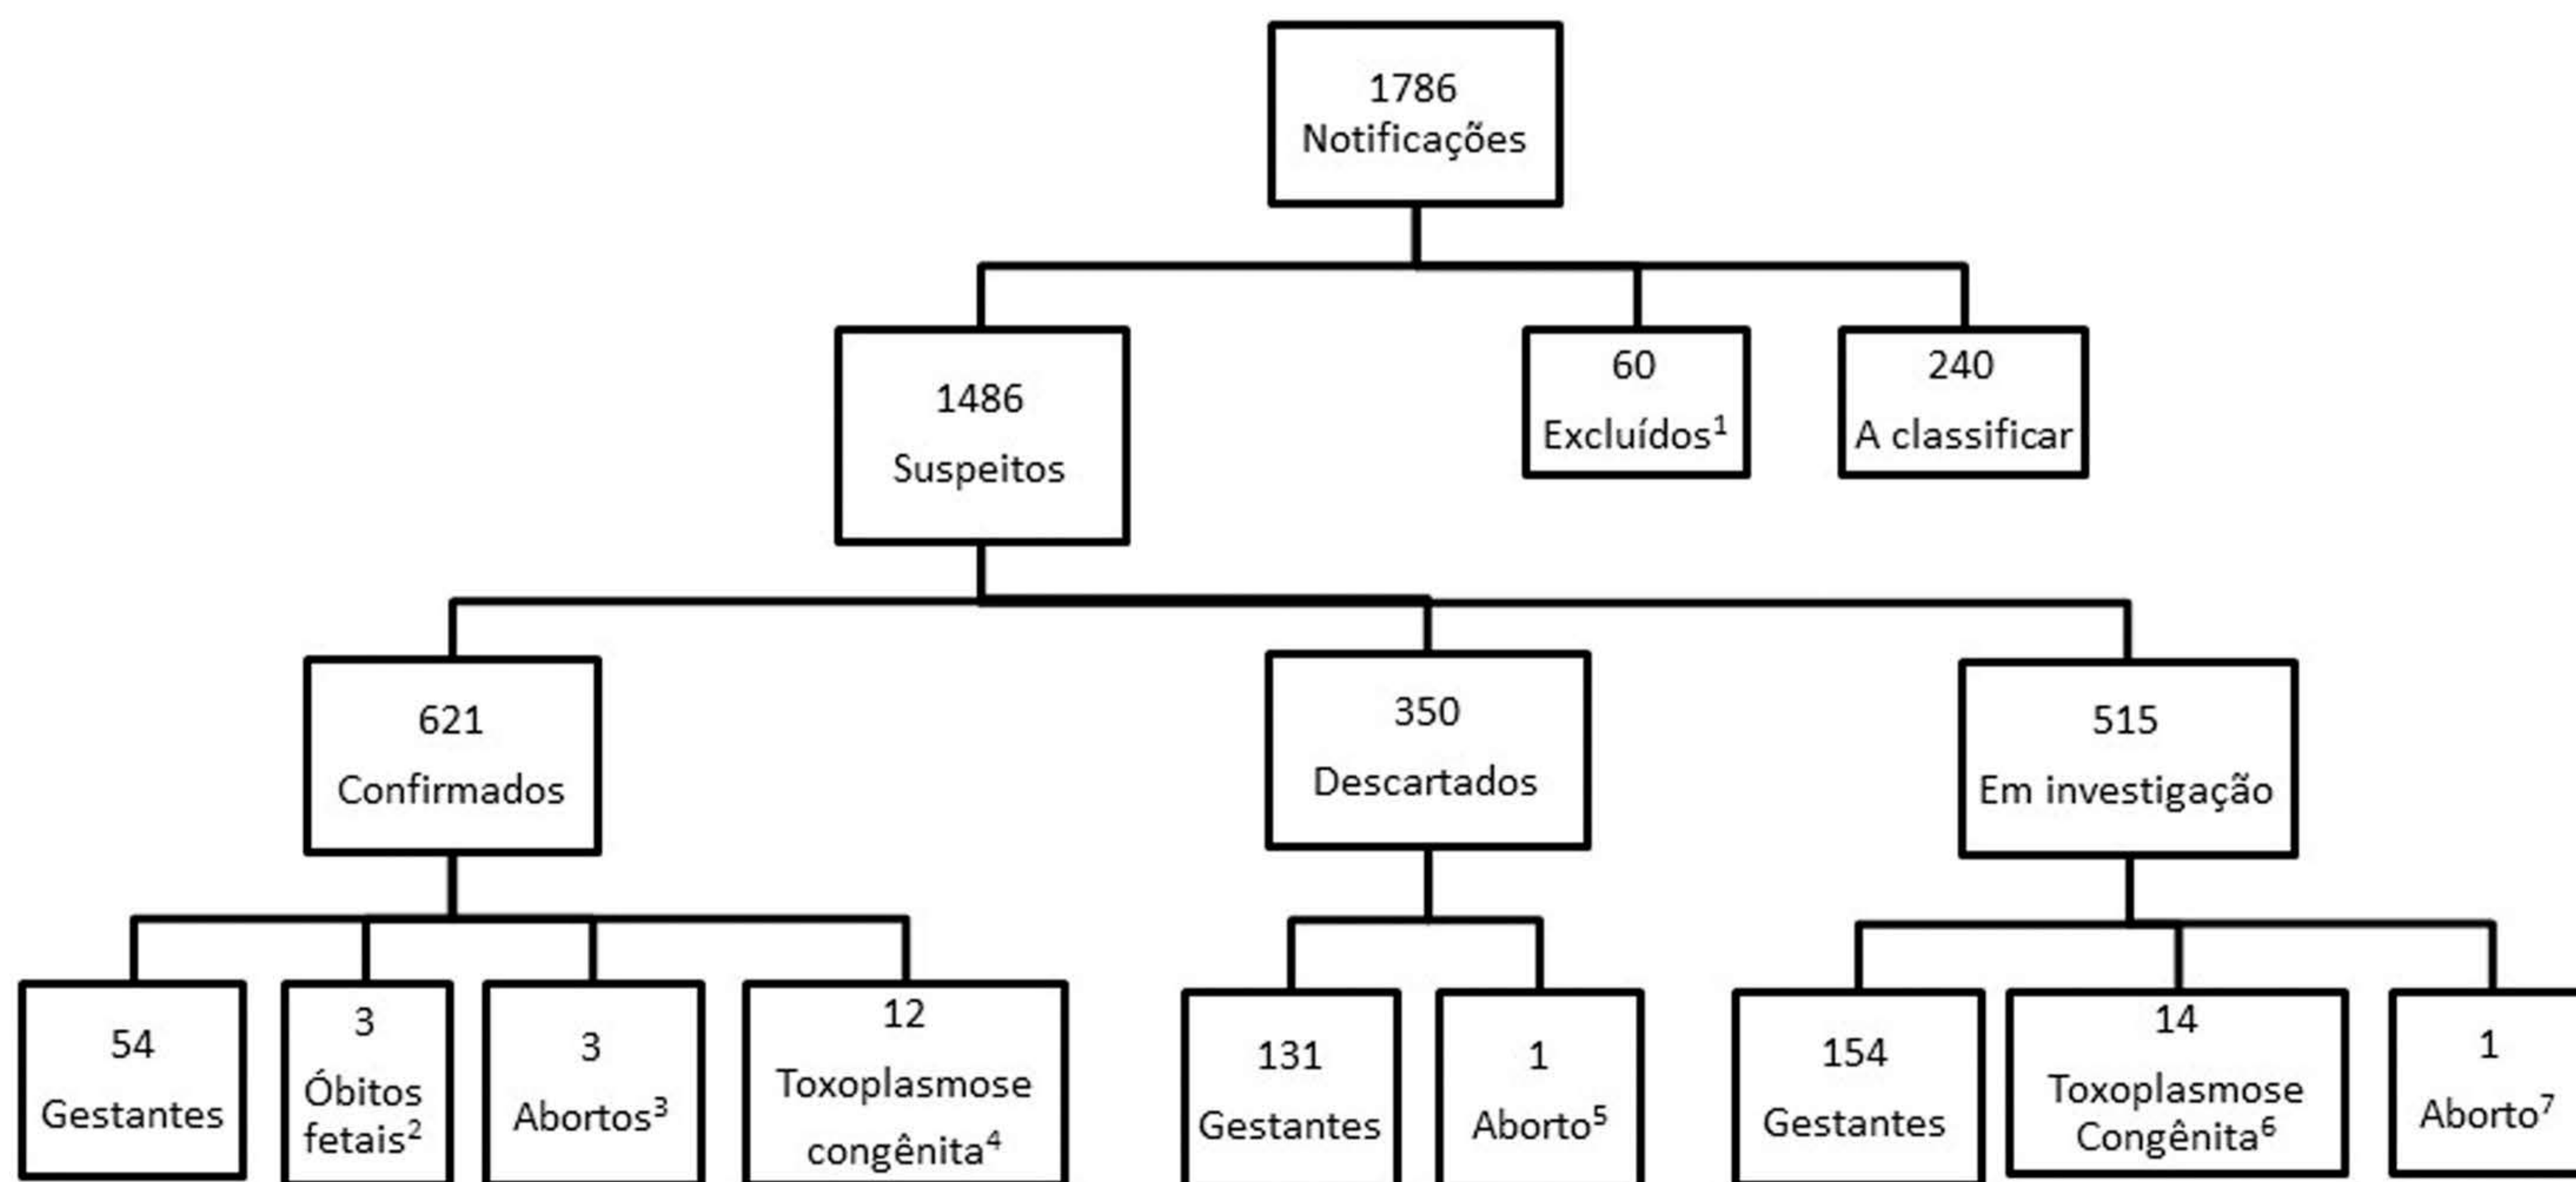 1786
Notificações
1486
Suspeitos
60
Excluídos¹
240
A classificar
621
Confirmados
350
Descartados
515
Em investigação
54
Gestantes
3
Óbitos
fetais²
3
Abortos³
12
Toxoplasmose
congênita⁴
131
Gestantes
1
Aborto⁵
154
Gestantes
14
Toxoplasmose
Congênita⁶
1
Aborto⁷